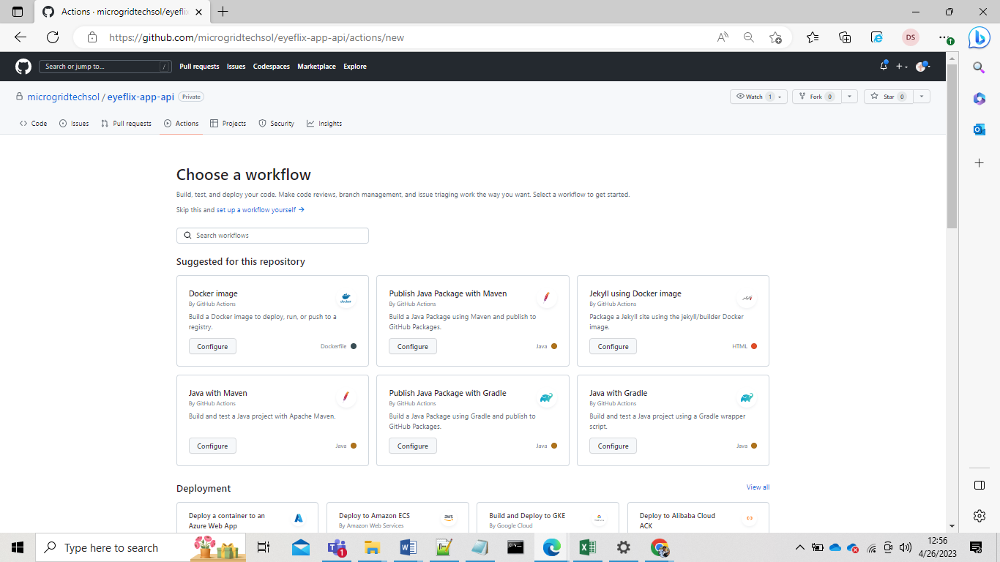 Actions · microgridtechsol/eyeflix
https://github.com/microgridtechsol/eyeflix-app-api/actions/new
DS
Search or jump to... /
Pull requests Issues Codespaces Marketplace Explore
microgridtechsol / eyeflix-app-api Private
Watch 1 Fork 0 Star 0
Code Issues Pull requests Actions Projects Security Insights
Choose a workflow
Build, test, and deploy your code. Make code reviews, branch management, and issue triaging work the way you want. Select a workflow to get started.
Skip this and set up a workflow yourself →
Search workflows
Suggested for this repository
Docker image
By GitHub Actions
Build a Docker image to deploy, run, or push to a
registry.
Configure Dockerfile
docker
Publish Java Package with Maven
By GitHub Actions
Build a Java Package using Maven and publish to
GitHub Packages.
Configure Java
Jekyll using Docker image
By GitHub Actions
Package a Jekyll site using the jekyll/builder Docker
image.
Configure HTML
Java with Maven
By GitHub Actions
Build and test a Java project with Apache Maven.
Configure Java
Publish Java Package with Gradle
By GitHub Actions
Build a Java Package using Gradle and publish to
GitHub Packages.
Configure Java
Java with Gradle
By GitHub Actions
Build and test a Java project using a Gradle wrapper
script.
Configure Java
Deployment View all
Deploy a container to an
Azure Web App
Deploy to Amazon ECS
By Amazon Web Services
aws
Build and Deploy to GKE
By Google Cloud
Deploy to Alibaba Cloud
ACK
Type here to search
1
12:56
4/26/2023